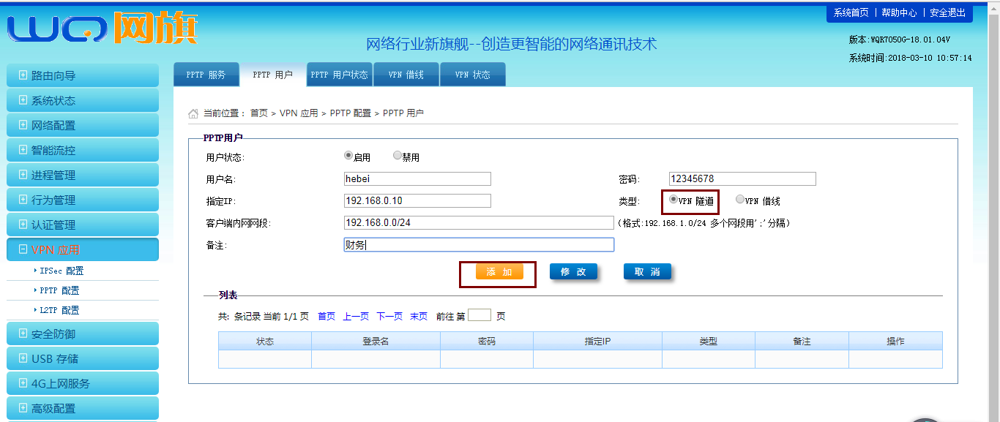 系统首页 | 帮助中心 | 安全退出
WQ网旗
网络行业新旗舰--创造更智能的网络通讯技术
版本:WQR7050G-18.01.04V
系统时间:2018-03-10 10:57:14
路由向导
系统状态
网络配置
智能流控
进程管理
行为管理
认证管理
VPN 应用
IPSec 配置
PPTP 配置
L2TP 配置
安全防御
USB 存储
4G上网服务
高级配置
PPTP 服务 PPTP 用户 PPTP 用户状态 VPN 借线 VPN 状态
当前位置： 首页 > VPN 应用 > PPTP 配置 > PPTP 用户
PPTP用户
用户状态: 启用 禁用
用户名: hebei 密码: 12345678
指定IP: 192.168.0.10 类型: VPN 隧道 VPN 借线
客户端内网网段: 192.168.0.0/24 (格式:192.168.1.0/24 多个网段用';'分隔)
备注: 财务
添 加 修 改 取 消
列表
共: 条记录 当前 1/1 页 首页 上一页 下一页 末页 前往 第 页
状态 登录名 密码 指定IP 类型 备注 操作